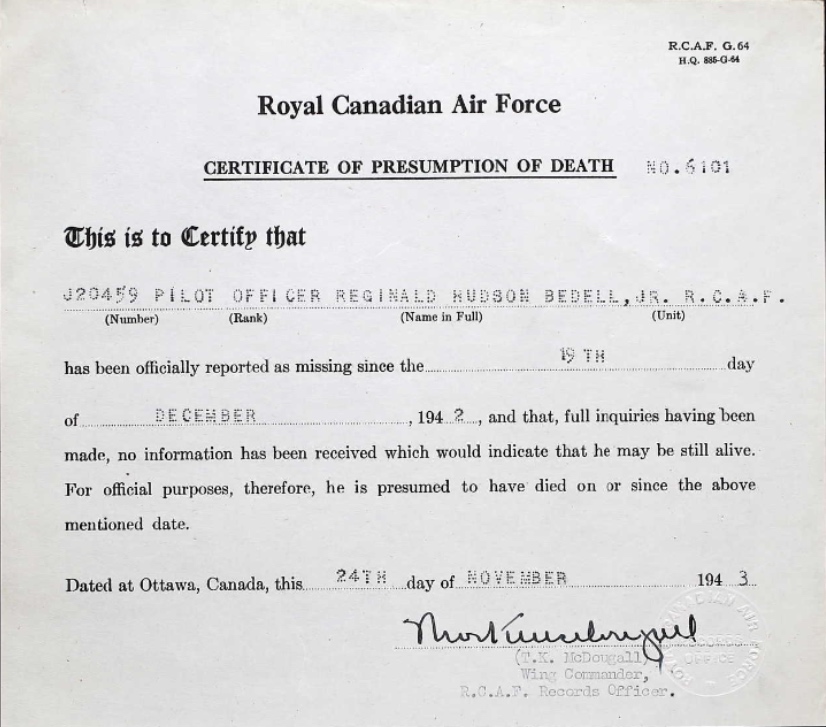 R.C.A.F. G. 64
H.Q. 885-G-64
Royal Canadian Air Force
CERTIFICATE OF PRESUMPTION OF DEATH NO.6101
This is to Certify that
J20459 PILOT OFFICER REGINALD HUDSON BEDELL, JR. R.C.A.F.
(Number) (Rank) (Name in Full) (Unit)
has been officially reported as missing since the 19TH day
of DECEMBER, 1942, and that, full inquiries having been
made, no information has been received which would indicate that he may be still alive.
For official purposes, therefore, he is presumed to have died on or since the above
mentioned date.
Dated at Ottawa, Canada, this 24TH day of NOVEMBER 1943
(T.K. McDougall)
Wing Commander,
R.C.A.F. Records Officer.